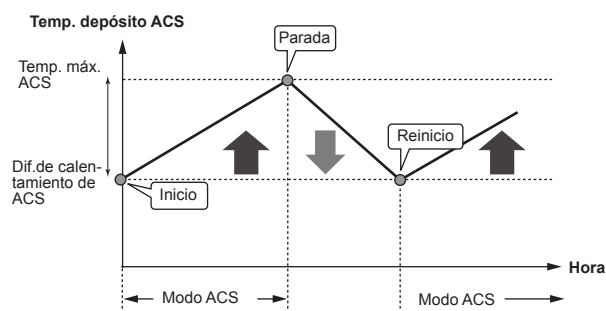 Temp. depósito ACS
Parada
Temp. máx.
ACS
Reinicio
Dif.de calen-
tamiento de
ACS
Inicio
Hora
Modo ACS
Modo ACS